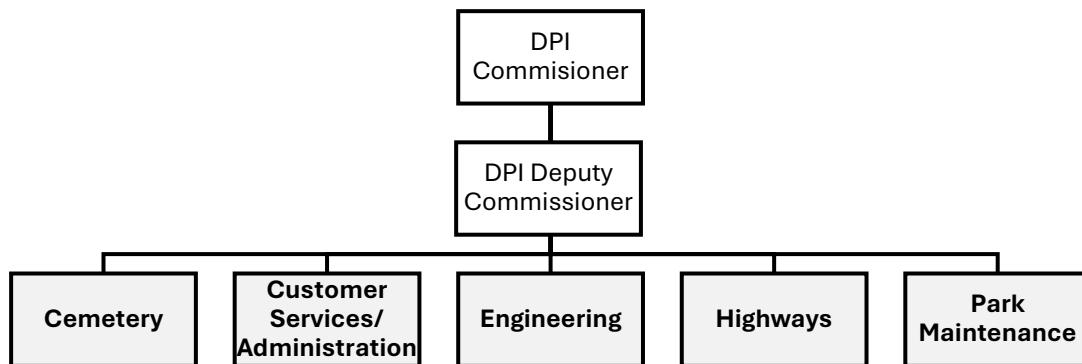 DPI
Commisioner
DPI Deputy
Commissioner
Cemetery
Customer
Services/
Administration
Engineering
Highways
Park
Maintenance